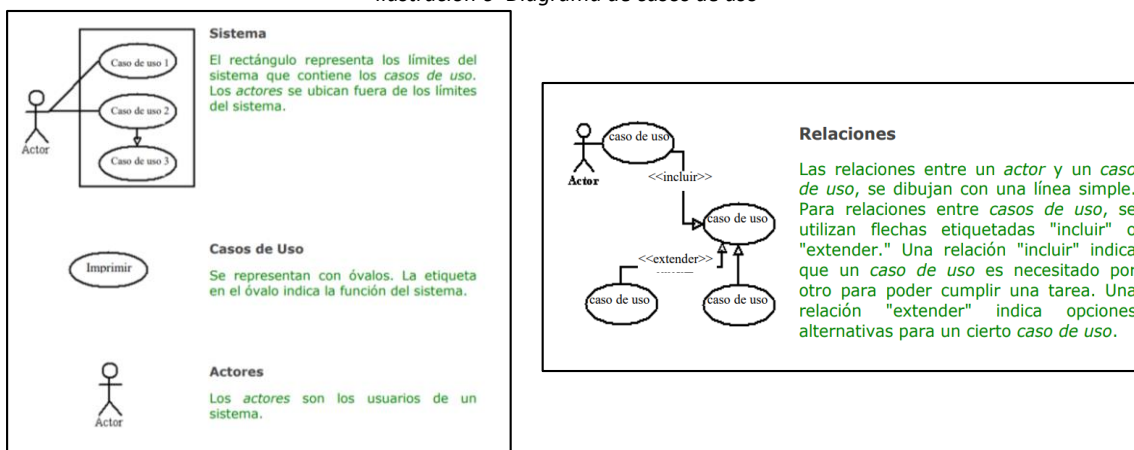 Ilustración 6 Diagrama de casos de uso
Sistema
El rectángulo representa los límites del
sistema que contiene los casos de uso.
Los actores se ubican fuera de los límites
del sistema.
Caso de uso 1
Caso de uso 2
Caso de uso 3
Actor
Casos de Uso
Se representan con óvalos. La etiqueta
en el óvalo indica la función del sistema.
Imprimir
Actores
Los actores son los usuarios de un
sistema.
Actor
caso de uso
Actor
<<incluir>>
caso de uso
<<extender>>
caso de uso
caso de uso
Relaciones
Las relaciones entre un actor y un caso
de uso, se dibujan con una línea simple.
Para relaciones entre casos de uso, se
utilizan flechas etiquetadas "incluir" o
"extender." Una relación "incluir" indica
que un caso de uso es necesitado por
otro para poder cumplir una tarea. Una
relación "extender" indica opciones
alternativas para un cierto caso de uso.